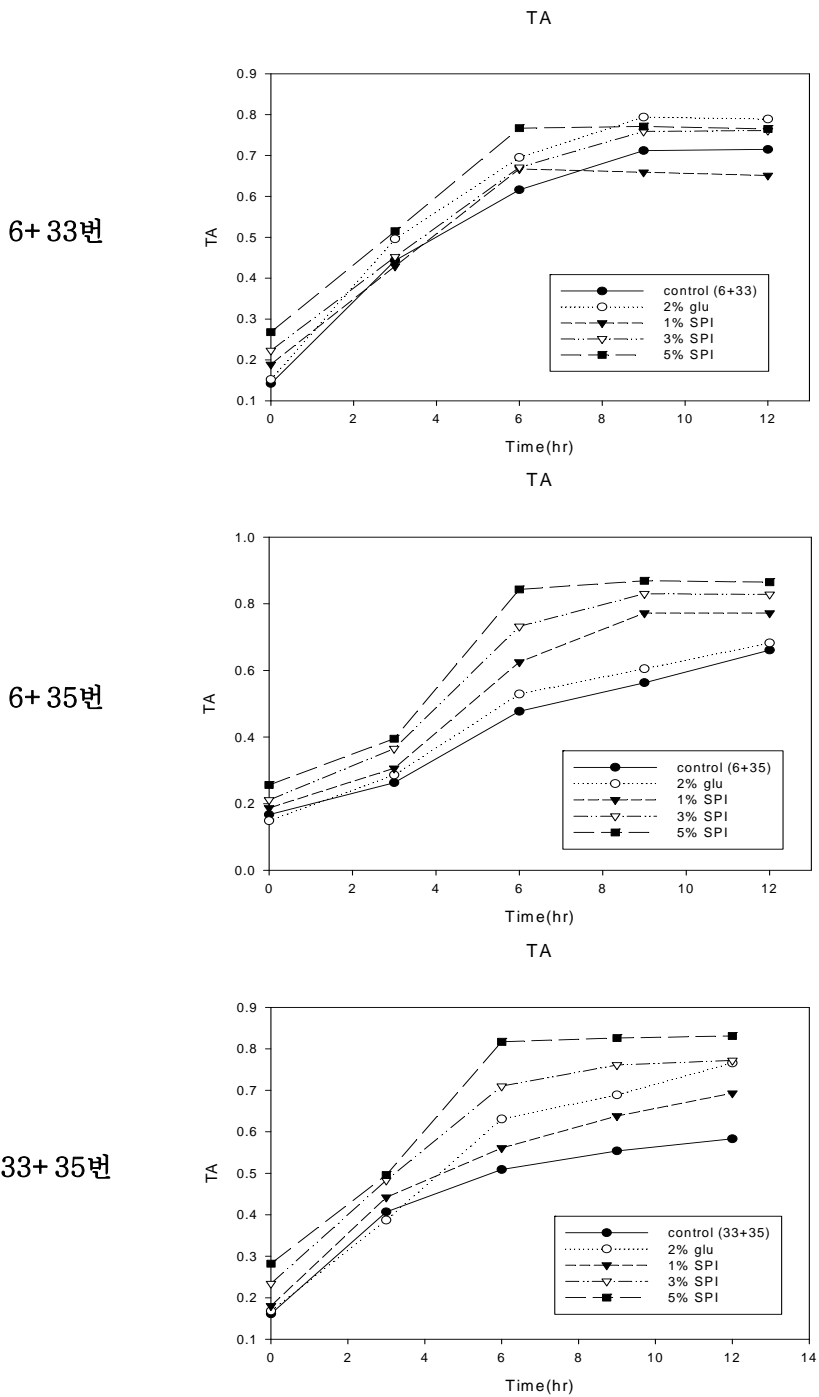 TA
0.9
0.8
0.7
0.6
0.5
0.4
0.3
0.2
0.1
TA
6+33번
0 2 4 6 8 10 12
Time(hr)
control (6+33)
2% glu
1% SPI
3% SPI
5% SPI
TA
1.0
0.8
0.6
0.4
0.2
0.0
TA
6+35번
0 2 4 6 8 10 12
Time(hr)
control (6+35)
2% glu
1% SPI
3% SPI
5% SPI
TA
0.9
0.8
0.7
0.6
0.5
0.4
0.3
0.2
0.1
TA
33+35번
0 2 4 6 8 10 12 14
Time(hr)
control (33+35)
2% glu
1% SPI
3% SPI
5% SPI